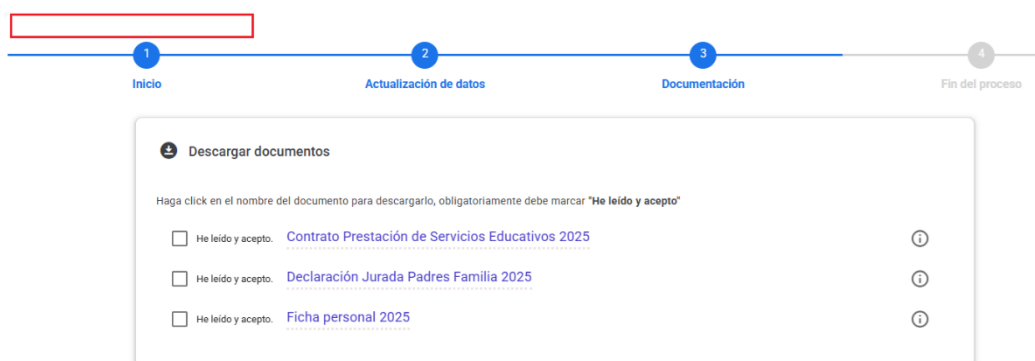 1 2 3 4
Inicio Actualización de datos Documentación Fin del proceso
Descargar documentos
Haga click en el nombre del documento para descargarlo, obligatoriamente debe marcar "He leído y acepto"
He leído y acepto. Contrato Prestación de Servicios Educativos 2025
He leído y acepto. Declaración Jurada Padres Familia 2025
He leído y acepto. Ficha personal 2025